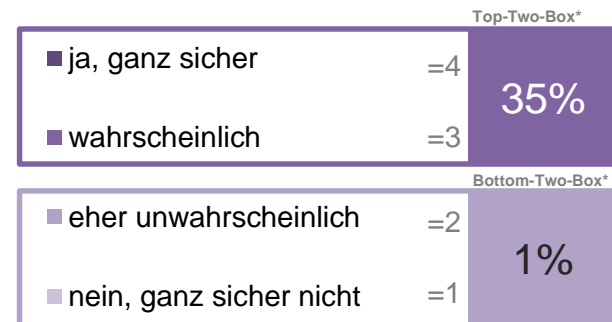 Top-Two-Box*
ja, ganz sicher =4
35%
wahrscheinlich =3
Bottom-Two-Box*
eher unwahrscheinlich =2
1%
nein, ganz sicher nicht =1